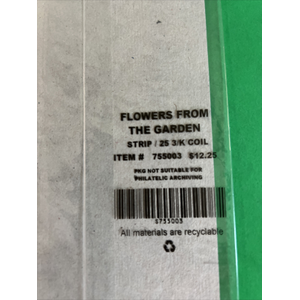 FLOWERS FROM
THE GARDEN
STRIP / 25 3/K COIL
ITEM # 755003 $12.25
PKG NOT SUITABLE FOR
PHILATELIC ARCHIVING
5755003
All materials are recyclable